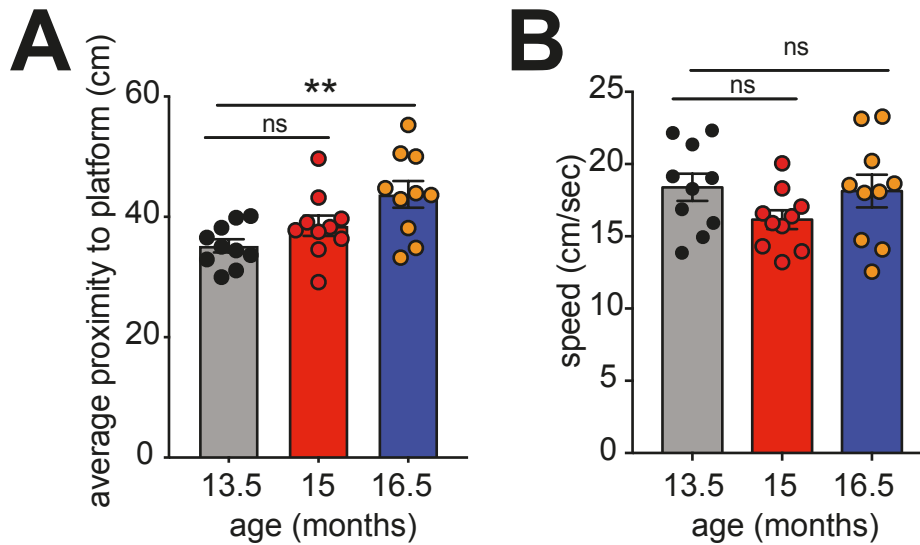 A
average proximity to platform (cm)
60
40
20
0
**
ns
13.5 15 16.5
age (months)
B
speed (cm/sec)
25
20
15
10
5
0
ns
ns
13.5 15 16.5
age (months)